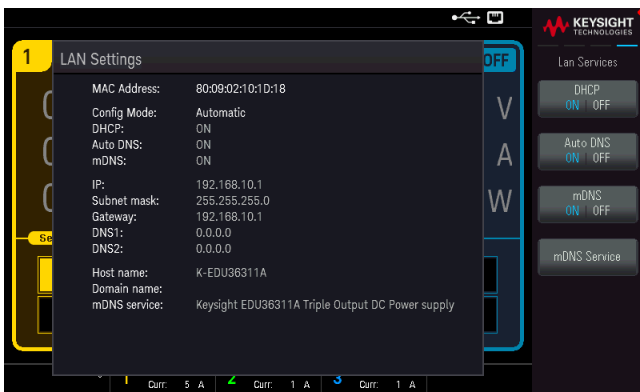 KEYSIGHT
TECHNOLOGIES
1
OFF
LAN Settings
MAC Address: 80:09:02:10:1D:18
Config Mode: Automatic
DHCP: ON
Auto DNS: ON
mDNS: ON
IP: 192.168.10.1
Subnet mask: 255.255.255.0
Gateway: 192.168.10.1
DNS1: 0.0.0.0
DNS2: 0.0.0.0
Host name: K-EDU36311A
Domain name:
mDNS service: Keysight EDU36311A Triple Output DC Power supply
V
A
W
Se
1 Curr: 5 A 2 Curr: 1 A 3 Curr: 1 A
Lan Services
DHCP
ON | OFF
Auto DNS
ON | OFF
mDNS
ON | OFF
mDNS Service